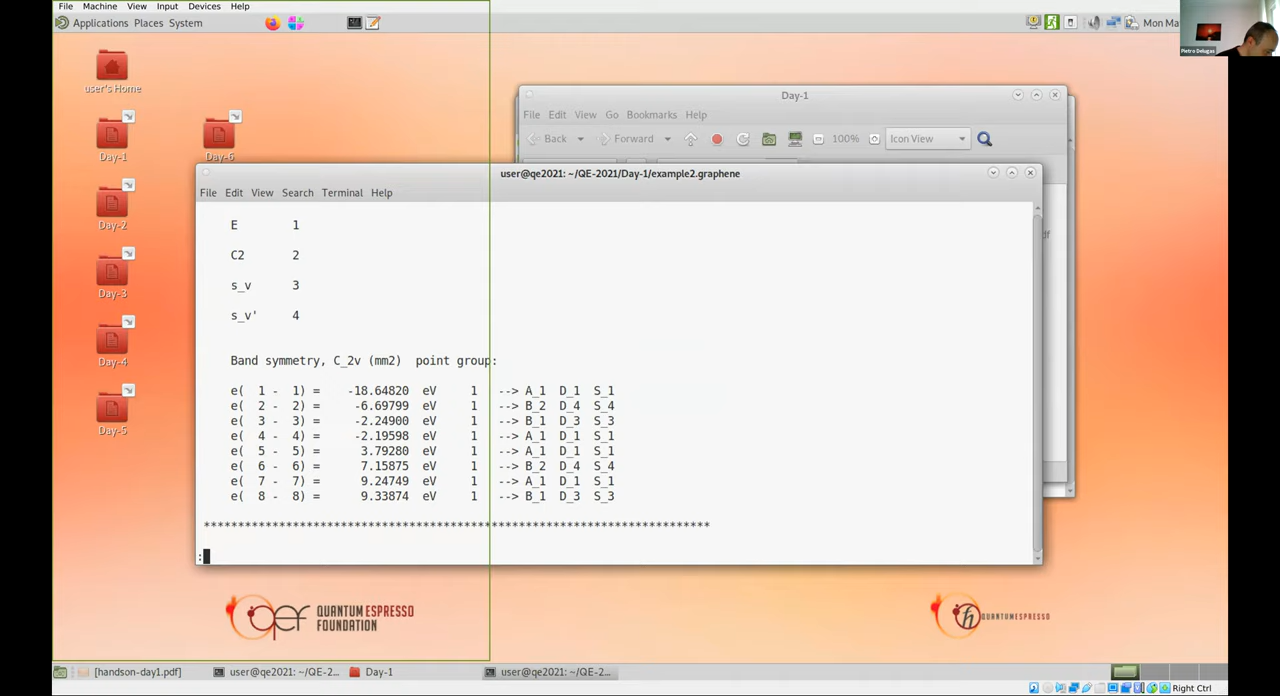 File Machine View Input Devices Help
Applications Places System
Mon Ma
Pietro Delugas
user's Home
Day-1
Day-6
Day-2
Day-3
Day-4
Day-5
Day-1
File Edit View Go Bookmarks Help
Back Forward 100% Icon View
df
user@qe2021: ~/QE-2021/Day-1/example2.graphene
File Edit View Search Terminal Help
E 1
C2 2
s_v 3
s_v' 4
Band symmetry, C_2v (mm2) point group:
e( 1 - 1) = -18.64820 eV 1 --> A_1 D_1 S_1
e( 2 - 2) = -6.69799 eV 1 --> B_2 D_4 S_4
e( 3 - 3) = -2.24900 eV 1 --> B_1 D_3 S_3
e( 4 - 4) = -2.19598 eV 1 --> A_1 D_1 S_1
e( 5 - 5) = 3.79280 eV 1 --> A_1 D_1 S_1
e( 6 - 6) = 7.15875 eV 1 --> B_2 D_4 S_4
e( 7 - 7) = 9.24749 eV 1 --> A_1 D_1 S_1
e( 8 - 8) = 9.33874 eV 1 --> B_1 D_3 S_3
**************************************************************************
:
QUANTUM ESPRESSO
FOUNDATION
QUANTUMESPRESSO
[handson-day1.pdf] user@qe2021: ~/QE-2... Day-1 user@qe2021: ~/QE-2...
Right Ctrl